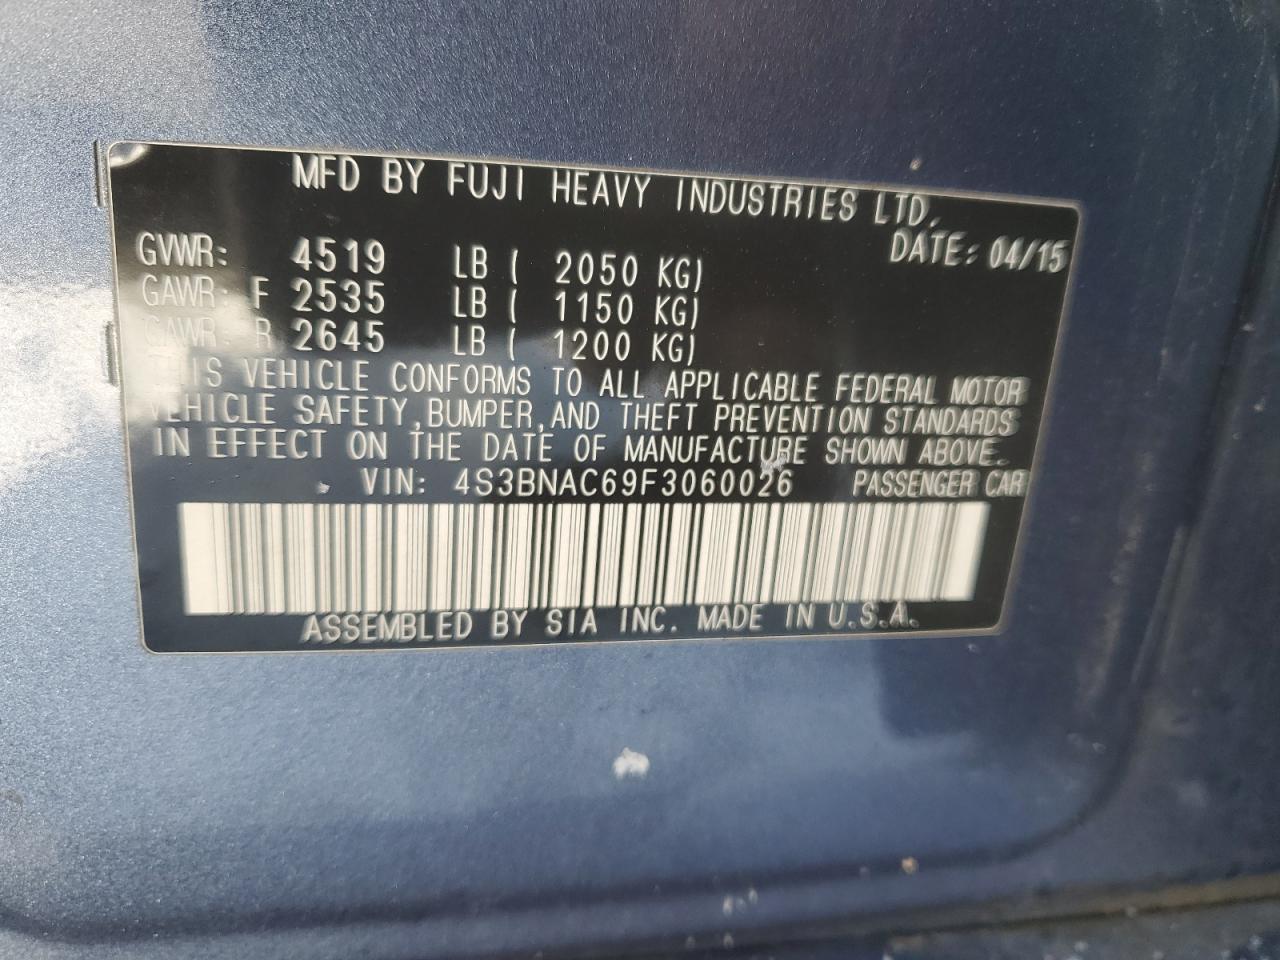 MFD BY FUJI HEAVY INDUSTRIES LTD.
DATE: 04/15
GVWR: 4519 LB ( 2050 KG)
GAWR: F 2535 LB ( 1150 KG)
GAWR: R 2645 LB ( 1200 KG)
THIS VEHICLE CONFORMS TO ALL APPLICABLE FEDERAL MOTOR
VEHICLE SAFETY, BUMPER, AND THEFT PREVENTION STANDARDS
IN EFFECT ON THE DATE OF MANUFACTURE SHOWN ABOVE.
VIN: 4S3BNAC69F3060026 PASSENGER CAR
ASSEMBLED BY SIA INC. MADE IN U.S.A.